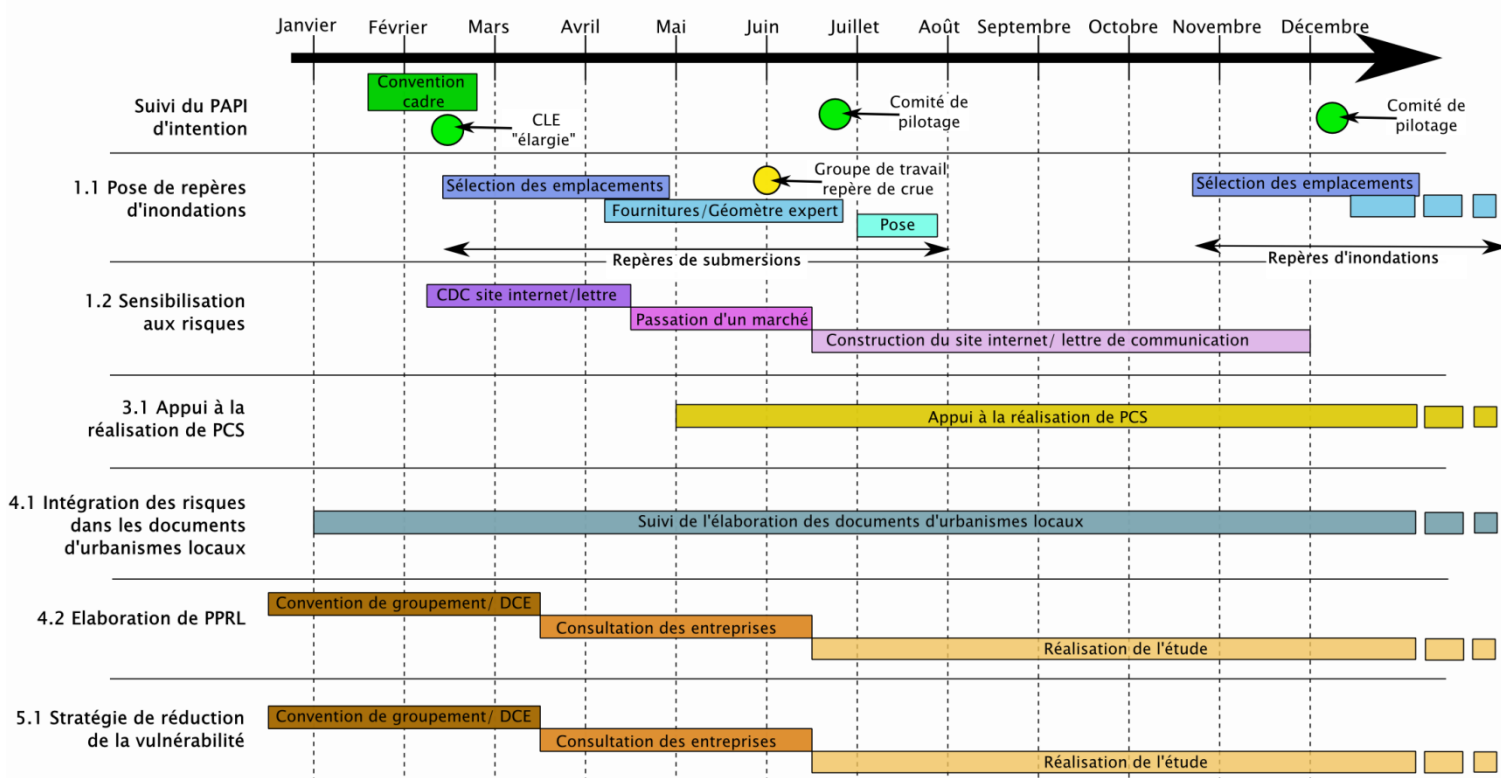 Janvier Février Mars Avril Mai Juin Juillet Août Septembre Octobre Novembre Décembre
Suivi du PAPI
d'intention
Convention
cadre
CLE
"élargie"
Comité de
pilotage
Comité de
pilotage
1.1 Pose de repères
d'inondations
Sélection des emplacements
Groupe de travail
repère de crue
Sélection des emplacements
Fournitures/Géomètre expert
Pose
Repères de submersions
Repères d'inondations
1.2 Sensibilisation
aux risques
CDC site internet/lettre
Passation d'un marché
Construction du site internet/ lettre de communication
3.1 Appui à la
réalisation de PCS
Appui à la réalisation de PCS
4.1 Intégration des risques
dans les documents
d'urbanismes locaux
Suivi de l'élaboration des documents d'urbanismes locaux
4.2 Elaboration de PPRL
Convention de groupement/ DCE
Consultation des entreprises
Réalisation de l'étude
5.1 Stratégie de réduction
de la vulnérabilité
Convention de groupement/ DCE
Consultation des entreprises
Réalisation de l'étude